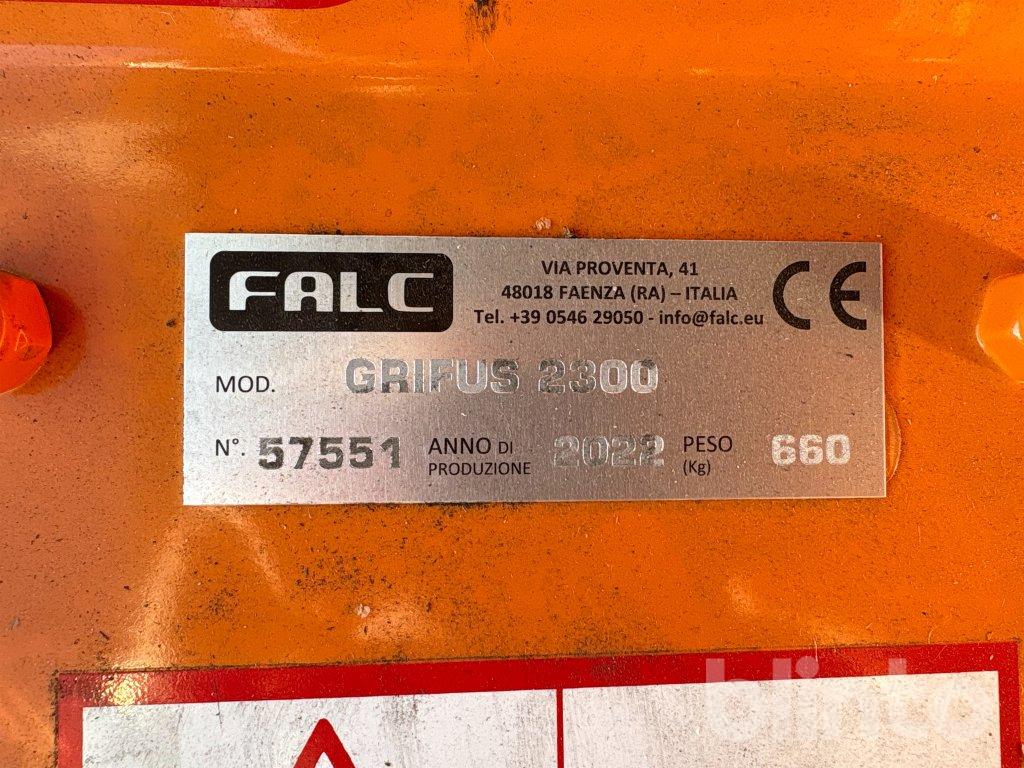 FALC
VIA PROVENTA, 41
48018 FAENZA (RA) – ITALIA
Tel. +39 0546 29050 - info@falc.eu
CE
MOD. GRIFUS 2300
N°. 57551 ANNO DI PRODUZIONE 2022 PESO (Kg) 660
blinto